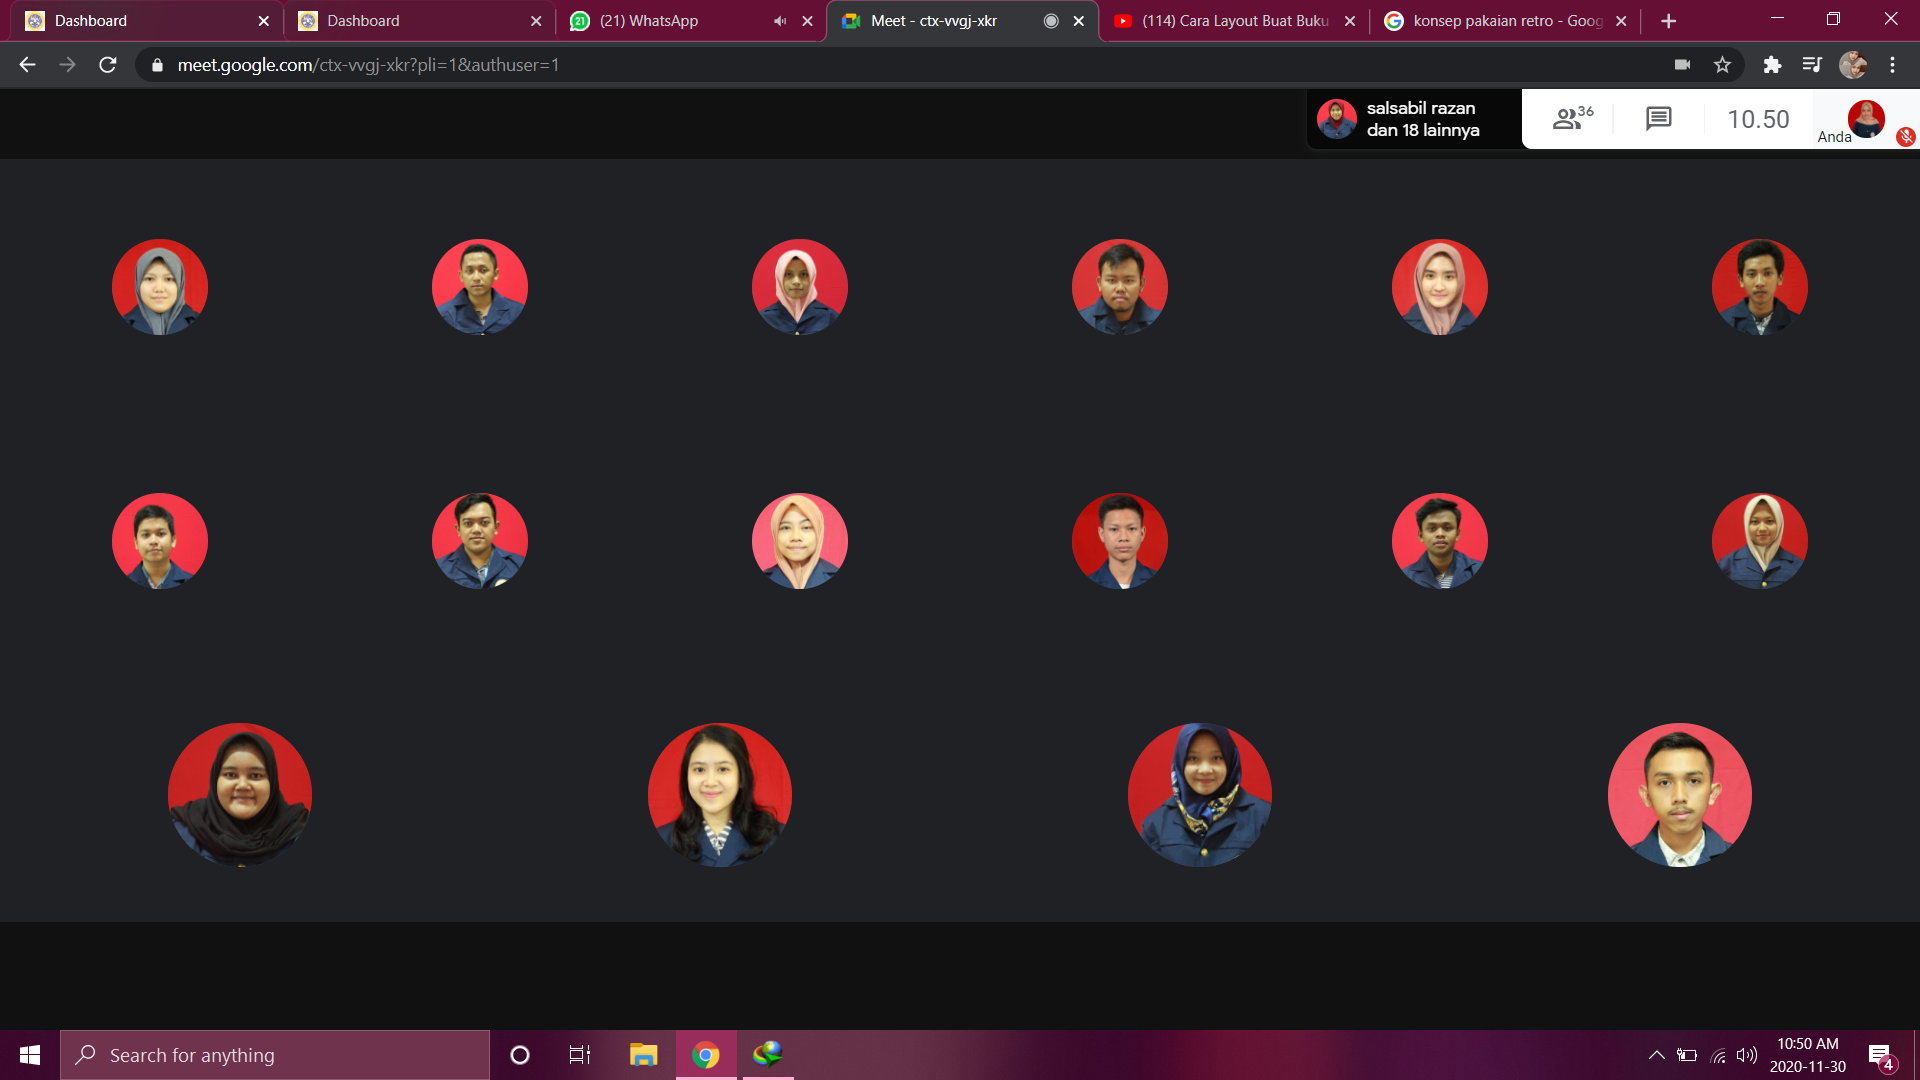 Dashboard
Dashboard
(21) WhatsApp
Meet - ctx-vvgj-xkr
(114) Cara Layout Buat Buku
konsep pakaian retro - Goog
meet.google.com/ctx-vvgj-xkr?pli=1&authuser=1
salsabil razan
dan 18 lainnya
36
10.50
Anda
Search for anything
10:50 AM
2020-11-30
4